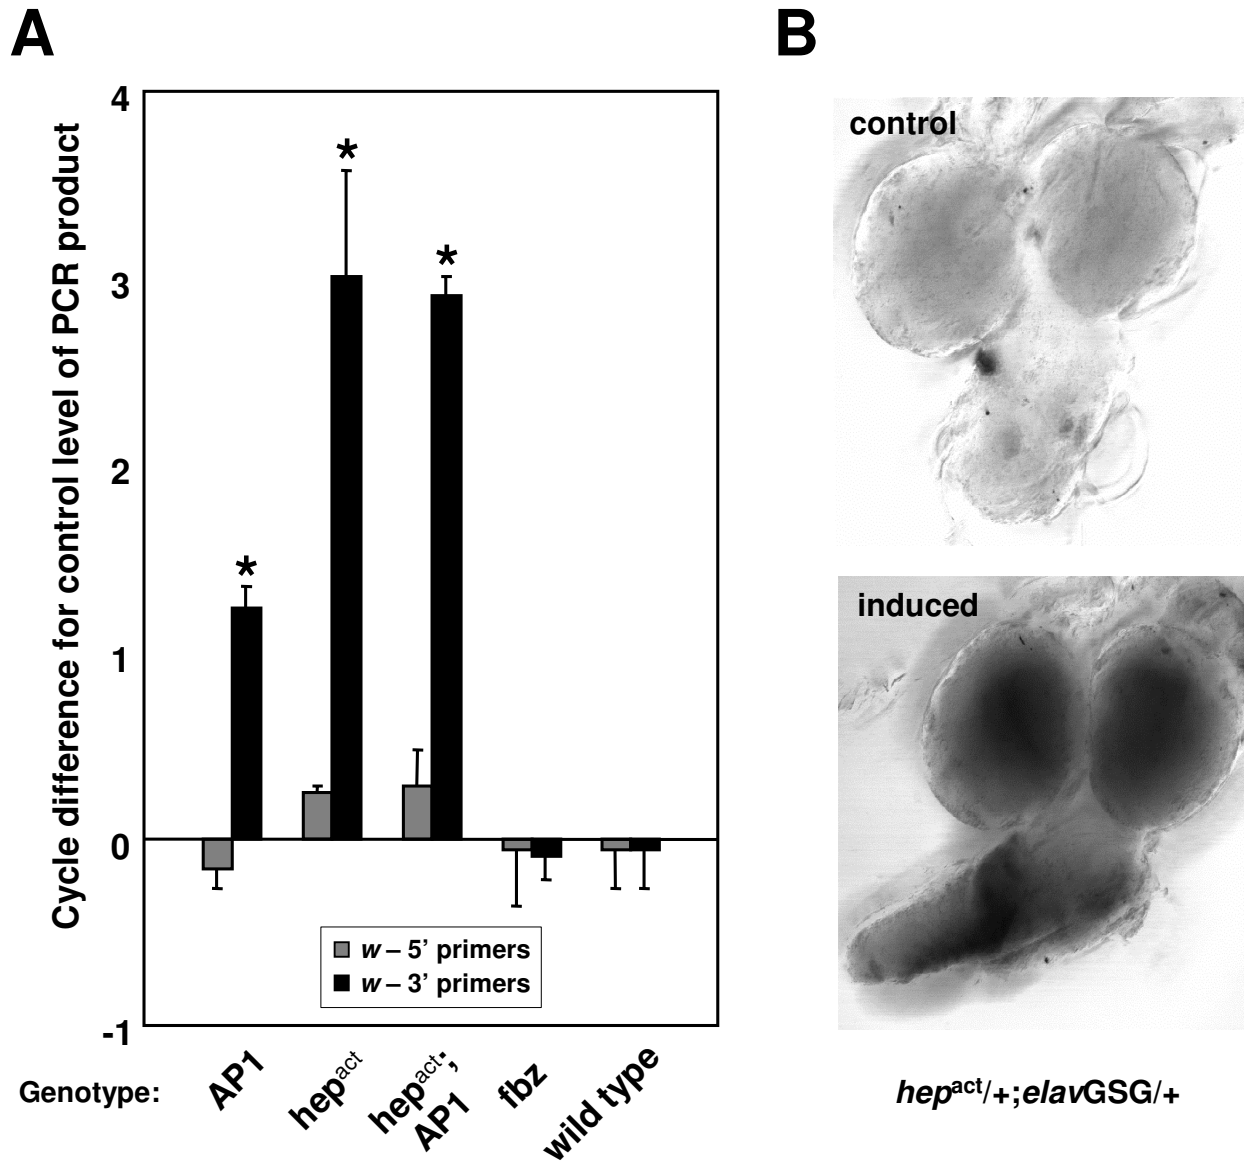 A
B
Cycle difference for control level of PCR product
4
3
2
1
0
-1
*
*
*
w – 5’ primers
w – 3’ primers
Genotype:
AP1
hepact
hepact;
AP1
fbz
wild type
control
induced
hepact/+;elavGSG/+